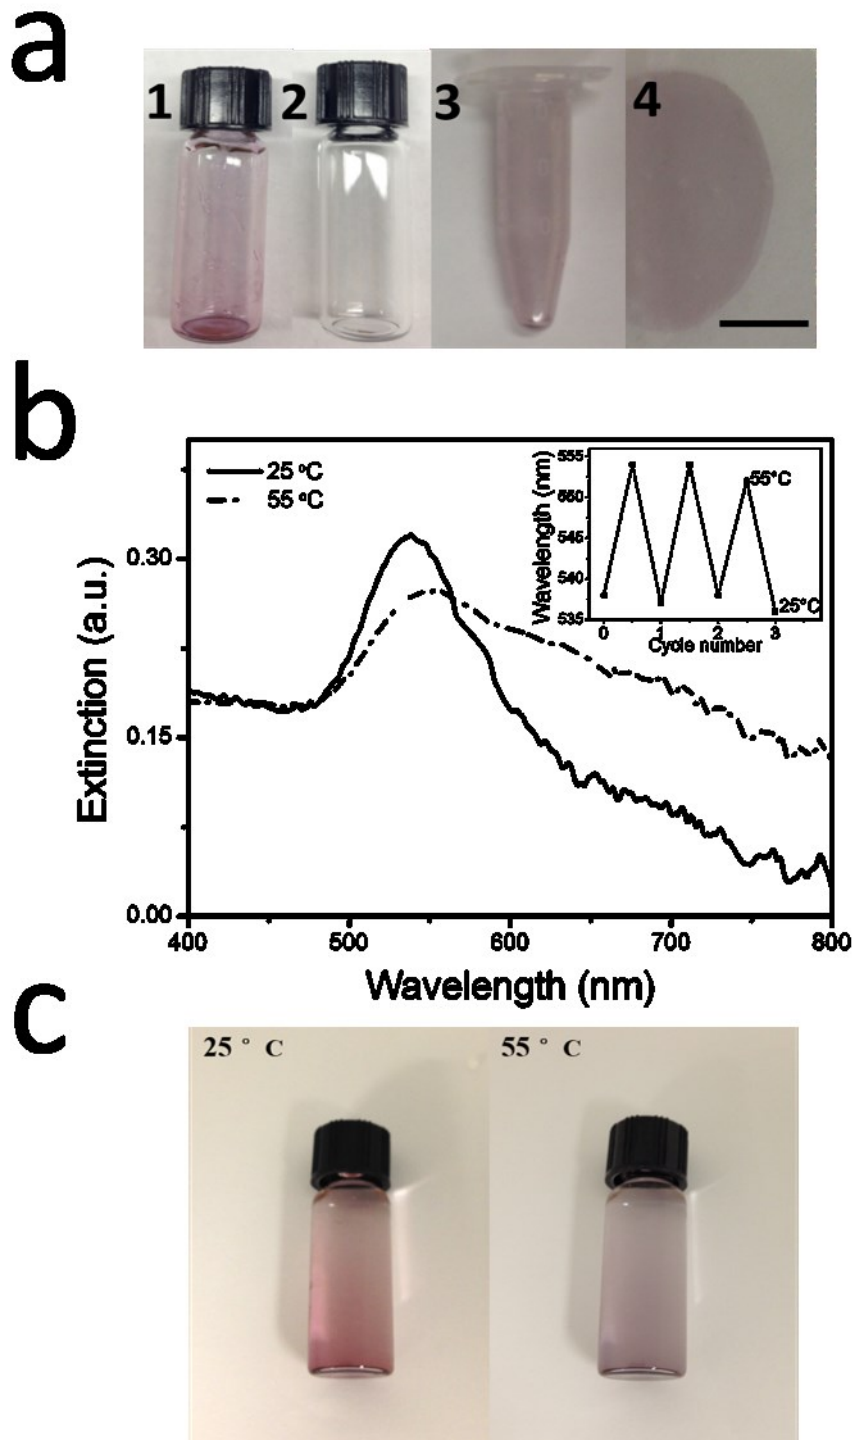 a
1 2 3 4
b
25 °C
55 °C
Extinction (a.u.)
0.30
0.15
0.00
400 500 600 700 800
Wavelength (nm)
Wavelength (nm)
555
550
545
540
535
55°C
25°C
0 1 2 3
Cycle number
c
25 ° C 55 ° C